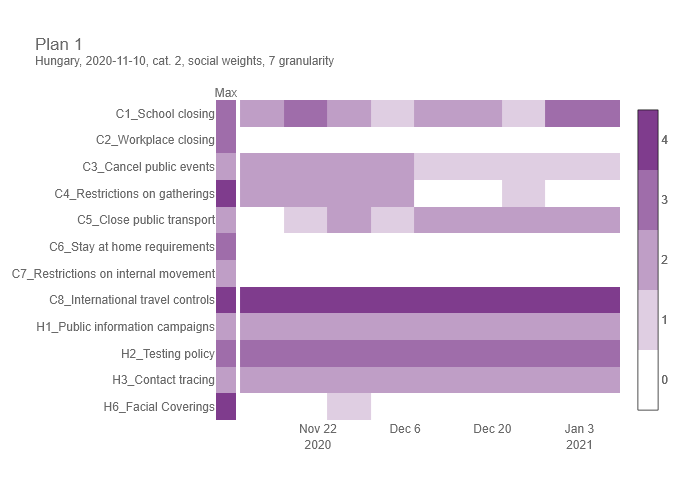 Plan 1
Hungary, 2020-11-10, cat. 2, social weights, 7 granularity
Max
C1_School closing
C2_Workplace closing
C3_Cancel public events
C4_Restrictions on gatherings
C5_Close public transport
C6_Stay at home requirements
C7_Restrictions on internal movement
C8_International travel controls
H1_Public information campaigns
H2_Testing policy
H3_Contact tracing
H6_Facial Coverings
Nov 22 Dec 6 Dec 20 Jan 3
2020 2021
4
3
2
1
0